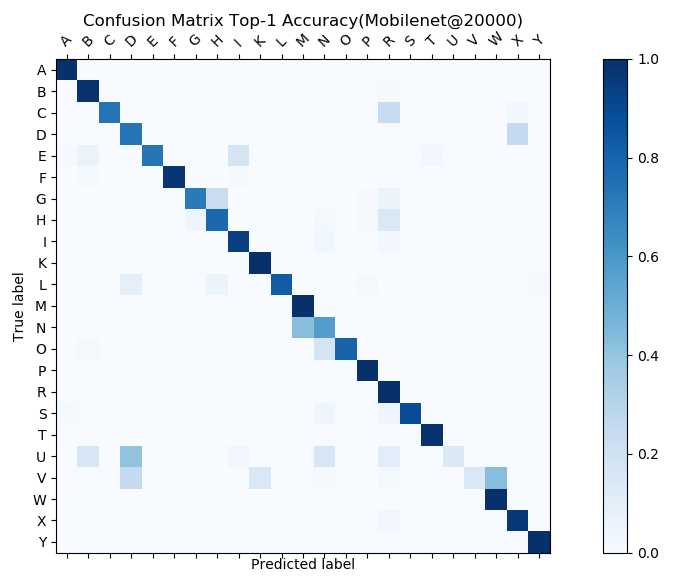 Confusion Matrix Top-1 Accuracy(Mobilenet@20000)
A B C D E F G H I K L M N O P R S T U V W X Y
A
B
C
D
E
F
G
H
I
K
L
M
N
O
P
R
S
T
U
V
W
X
Y
True label
Predicted label
1.0
0.8
0.6
0.4
0.2
0.0